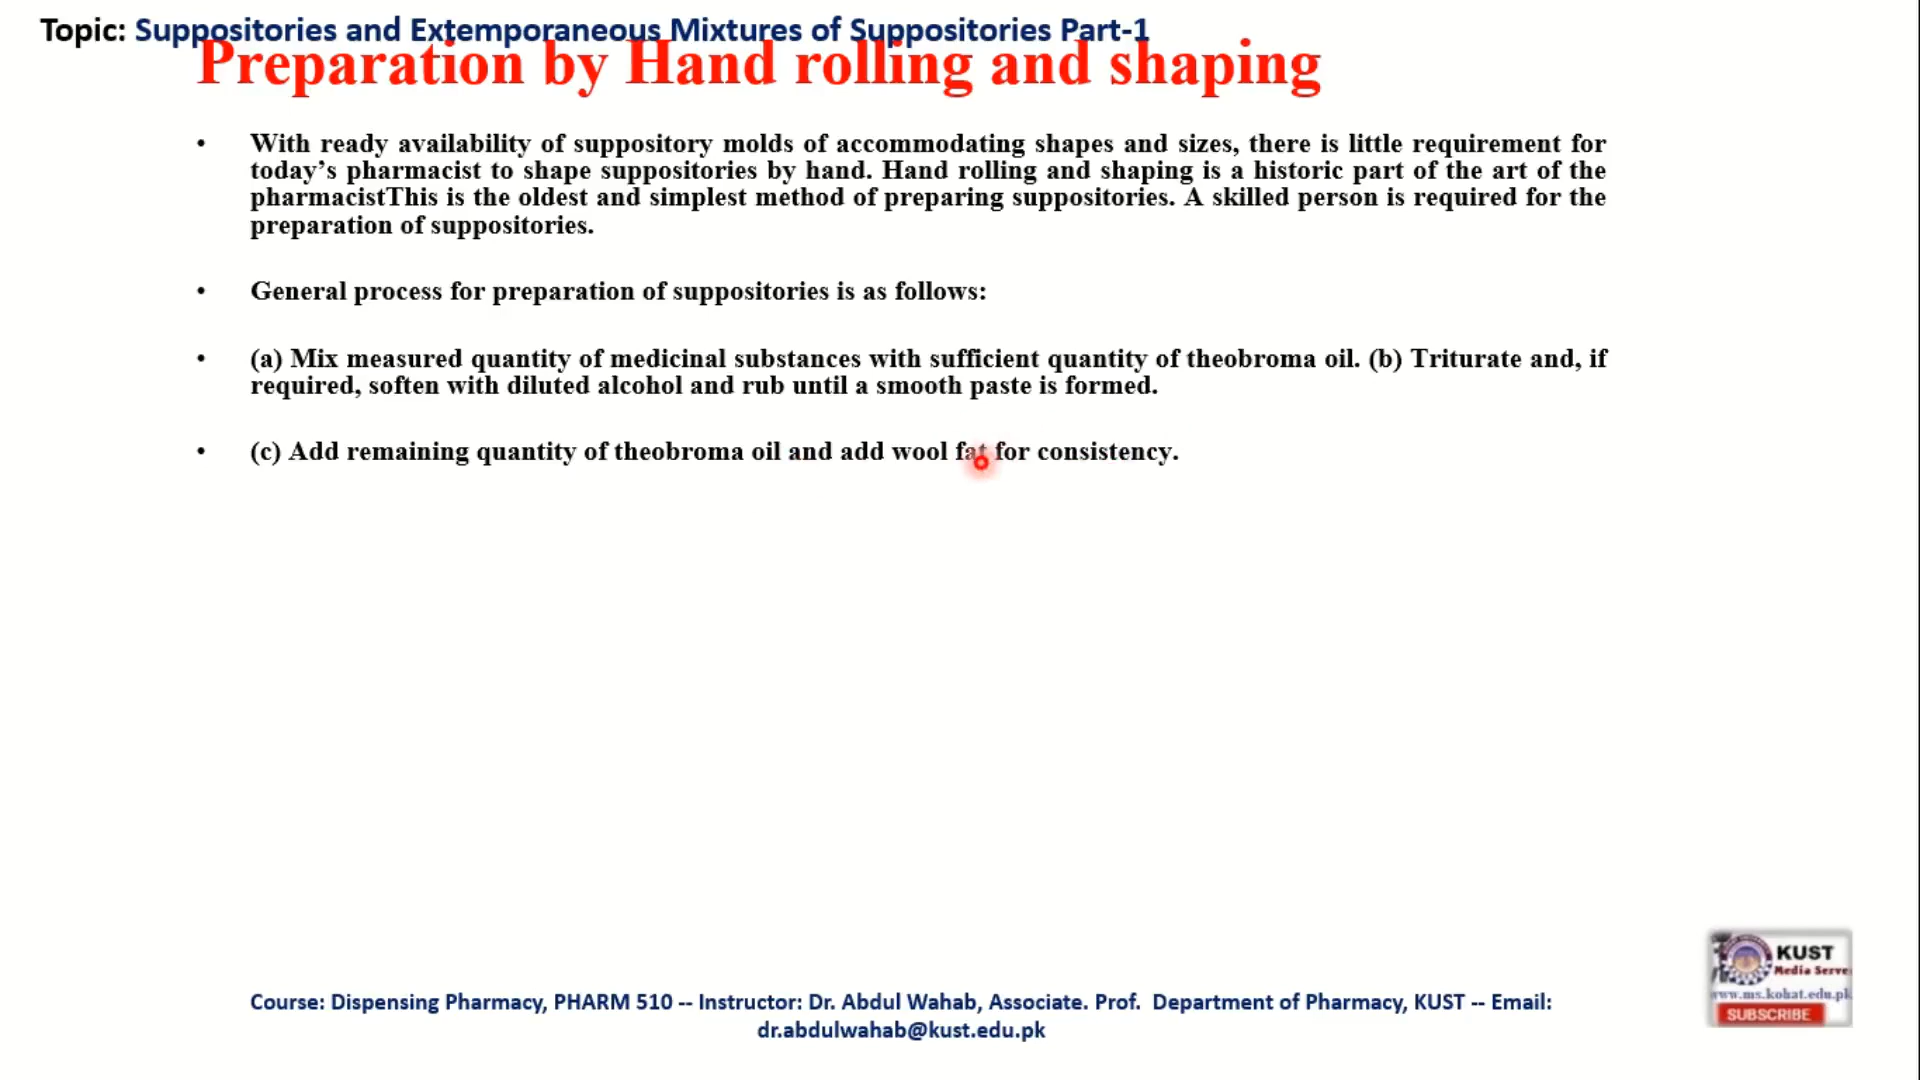 Topic: Suppositories and Extemporaneous Mixtures of Suppositories Part-1
Preparation by Hand rolling and shaping
• With ready availability of suppository molds of accommodating shapes and sizes, there is little requirement for
today’s pharmacist to shape suppositories by hand. Hand rolling and shaping is a historic part of the art of the
pharmacistThis is the oldest and simplest method of preparing suppositories. A skilled person is required for the
preparation of suppositories.
• General process for preparation of suppositories is as follows:
• (a) Mix measured quantity of medicinal substances with sufficient quantity of theobroma oil. (b) Triturate and, if
required, soften with diluted alcohol and rub until a smooth paste is formed.
• (c) Add remaining quantity of theobroma oil and add wool fat for consistency.
KUST
Media Serve
www.ms.kohat.edu.pk
SUBSCRIBE
Course: Dispensing Pharmacy, PHARM 510 -- Instructor: Dr. Abdul Wahab, Associate. Prof. Department of Pharmacy, KUST -- Email:
dr.abdulwahab@kust.edu.pk